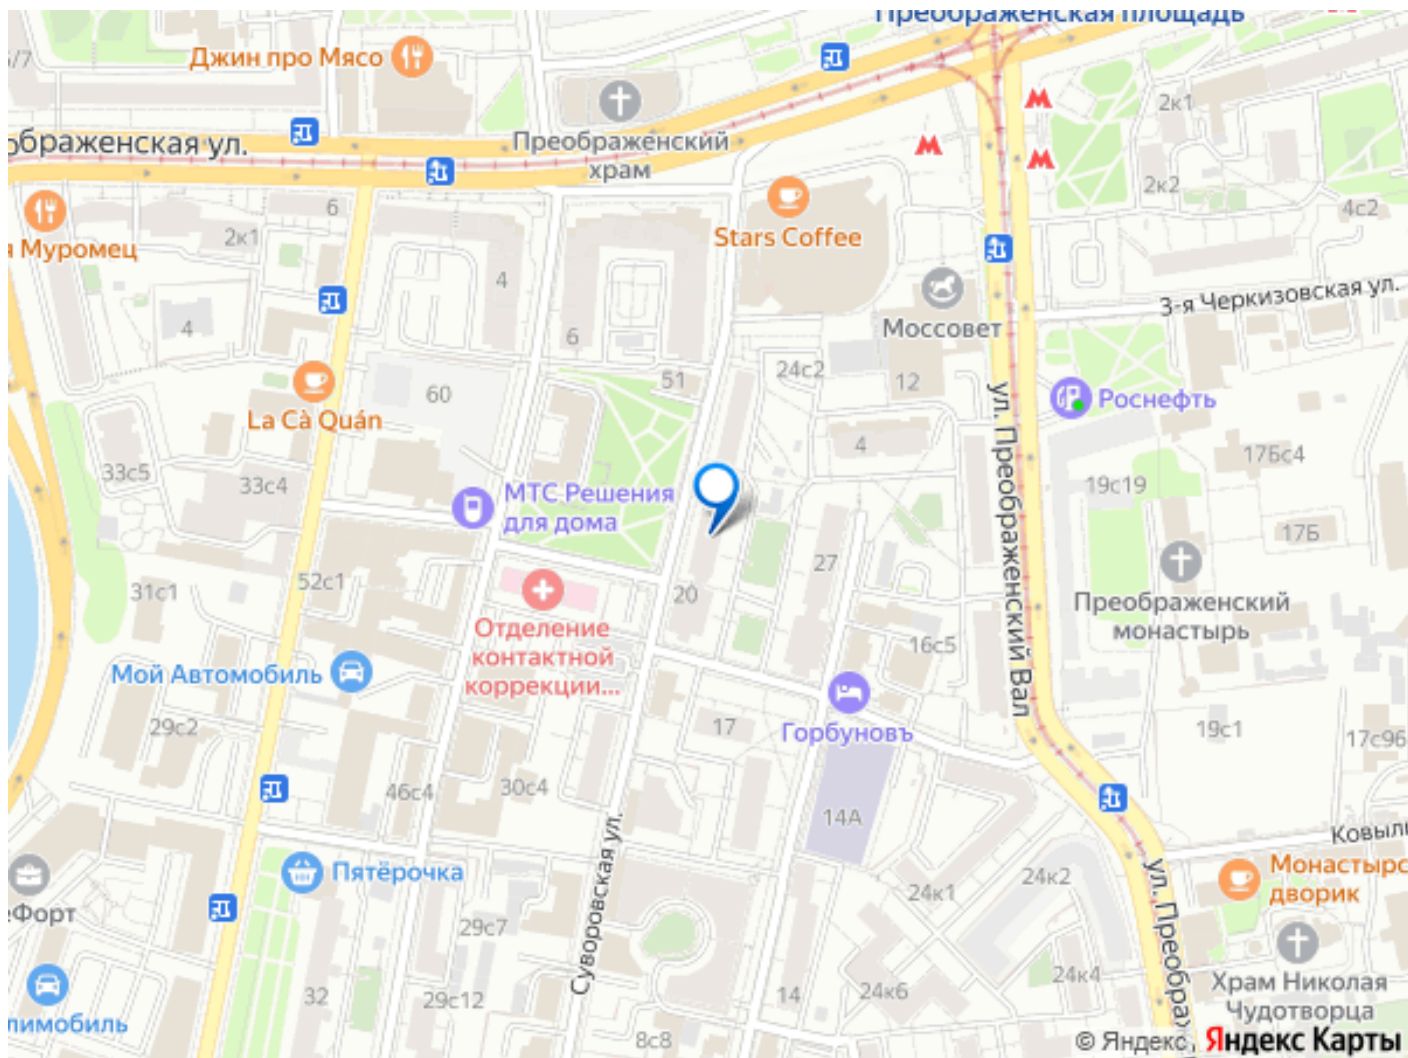 Преображенская площадь
/7
Джин про Мясо
2к1
ображенская ул.
Преображенский
храм
2к2
4с2
6
2к1
я Муромец
Stars Coffee
4
3-я Черкизовская ул.
Моссовет
4
6
24с2
51
12
60
La Cà Quán
Роснефть
ул. Преображенский Вал
4
17Бс4
33с5
33с4
19с19
МТС Решения
для дома
17Б
27
52с1
31с1
20
Преображенский
монастырь
Отделение
контактной
коррекции...
16с5
Мой Автомобиль
29с2
17
Горбуновъ
19с1
17с96
46с4
30с4
14А
Суворовская ул.
Ковыли
Пятёрочка
Монастырс
дворик
24к1
24к2
ул. Преобра
еФорт
29с7
24к4
Храм Николая
Чудотворца
32
29с12
14
24к6
лимобиль
8с8
© Яндекс, Яндекс Карты